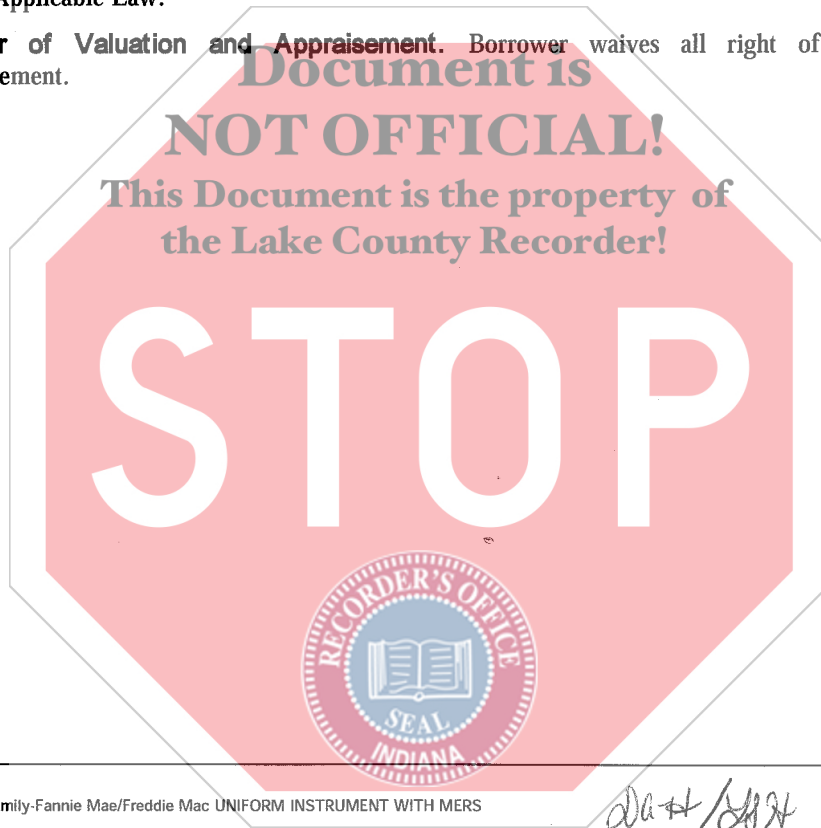 Applicable Law.
r of Valuation and Appraisement. Borrower waives all right of
ement.
Document is
NOT OFFICIAL!
This Document is the property of
the Lake County Recorder!
STOP
RECORDER'S OFFICE
SEAL
INDIANA
mily-Fannie Mae/Freddie Mac UNIFORM INSTRUMENT WITH MERS